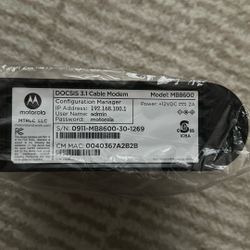 DOCSIS 3.1 Cable Modem
Model: MB8600
Configuration Manager
Power: +12VDC 2A
IP Address: 192.168.100.1
User Name: admin
Password: motorola
motorola
MTRLC LLC
S/N: 0911-MB8600-30-1269
CM MAC: 0040367A2B2B